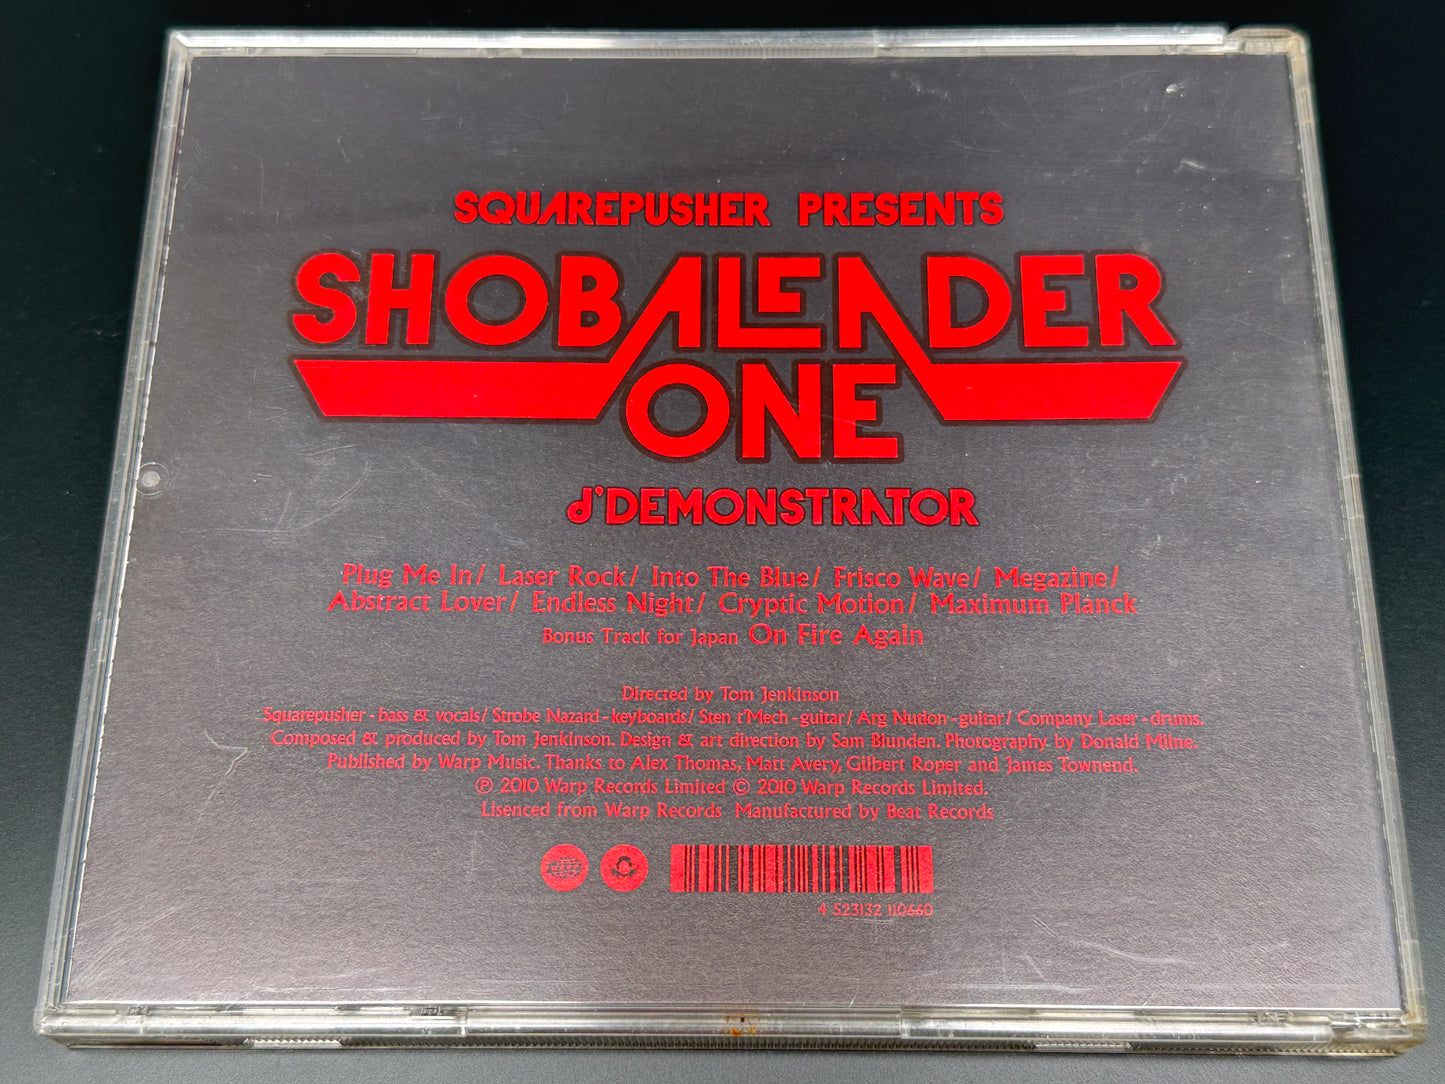 SQUAREPUSHER PRESENTS
SHOBALEADER
ONE
d'DEMONSTRATOR
Plug Me In/ Laser Rock/ Into The Blue/ Frisco Wave/ Megazine/
Abstract Lover/ Endless Night/ Cryptic Motion/ Maximum Planck
Bonus Track for Japan On Fire Again
Directed by Tom Jenkinson
Squarepusher - bass & vocals/ Strobe Nazard - keyboards/ Sten t'Mech - guitar/ Arg Nution - guitar/ Company Laser - drums.
Composed & produced by Tom Jenkinson. Design & art direction by Sam Blunden. Photography by Donald Milne.
Published by Warp Music. Thanks to Alex Thomas, Matt Avery, Gilbert Roper and James Townend.
℗ 2010 Warp Records Limited © 2010 Warp Records Limited.
Lisenced from Warp Records Manufactured by Beat Records
4 523132 110660